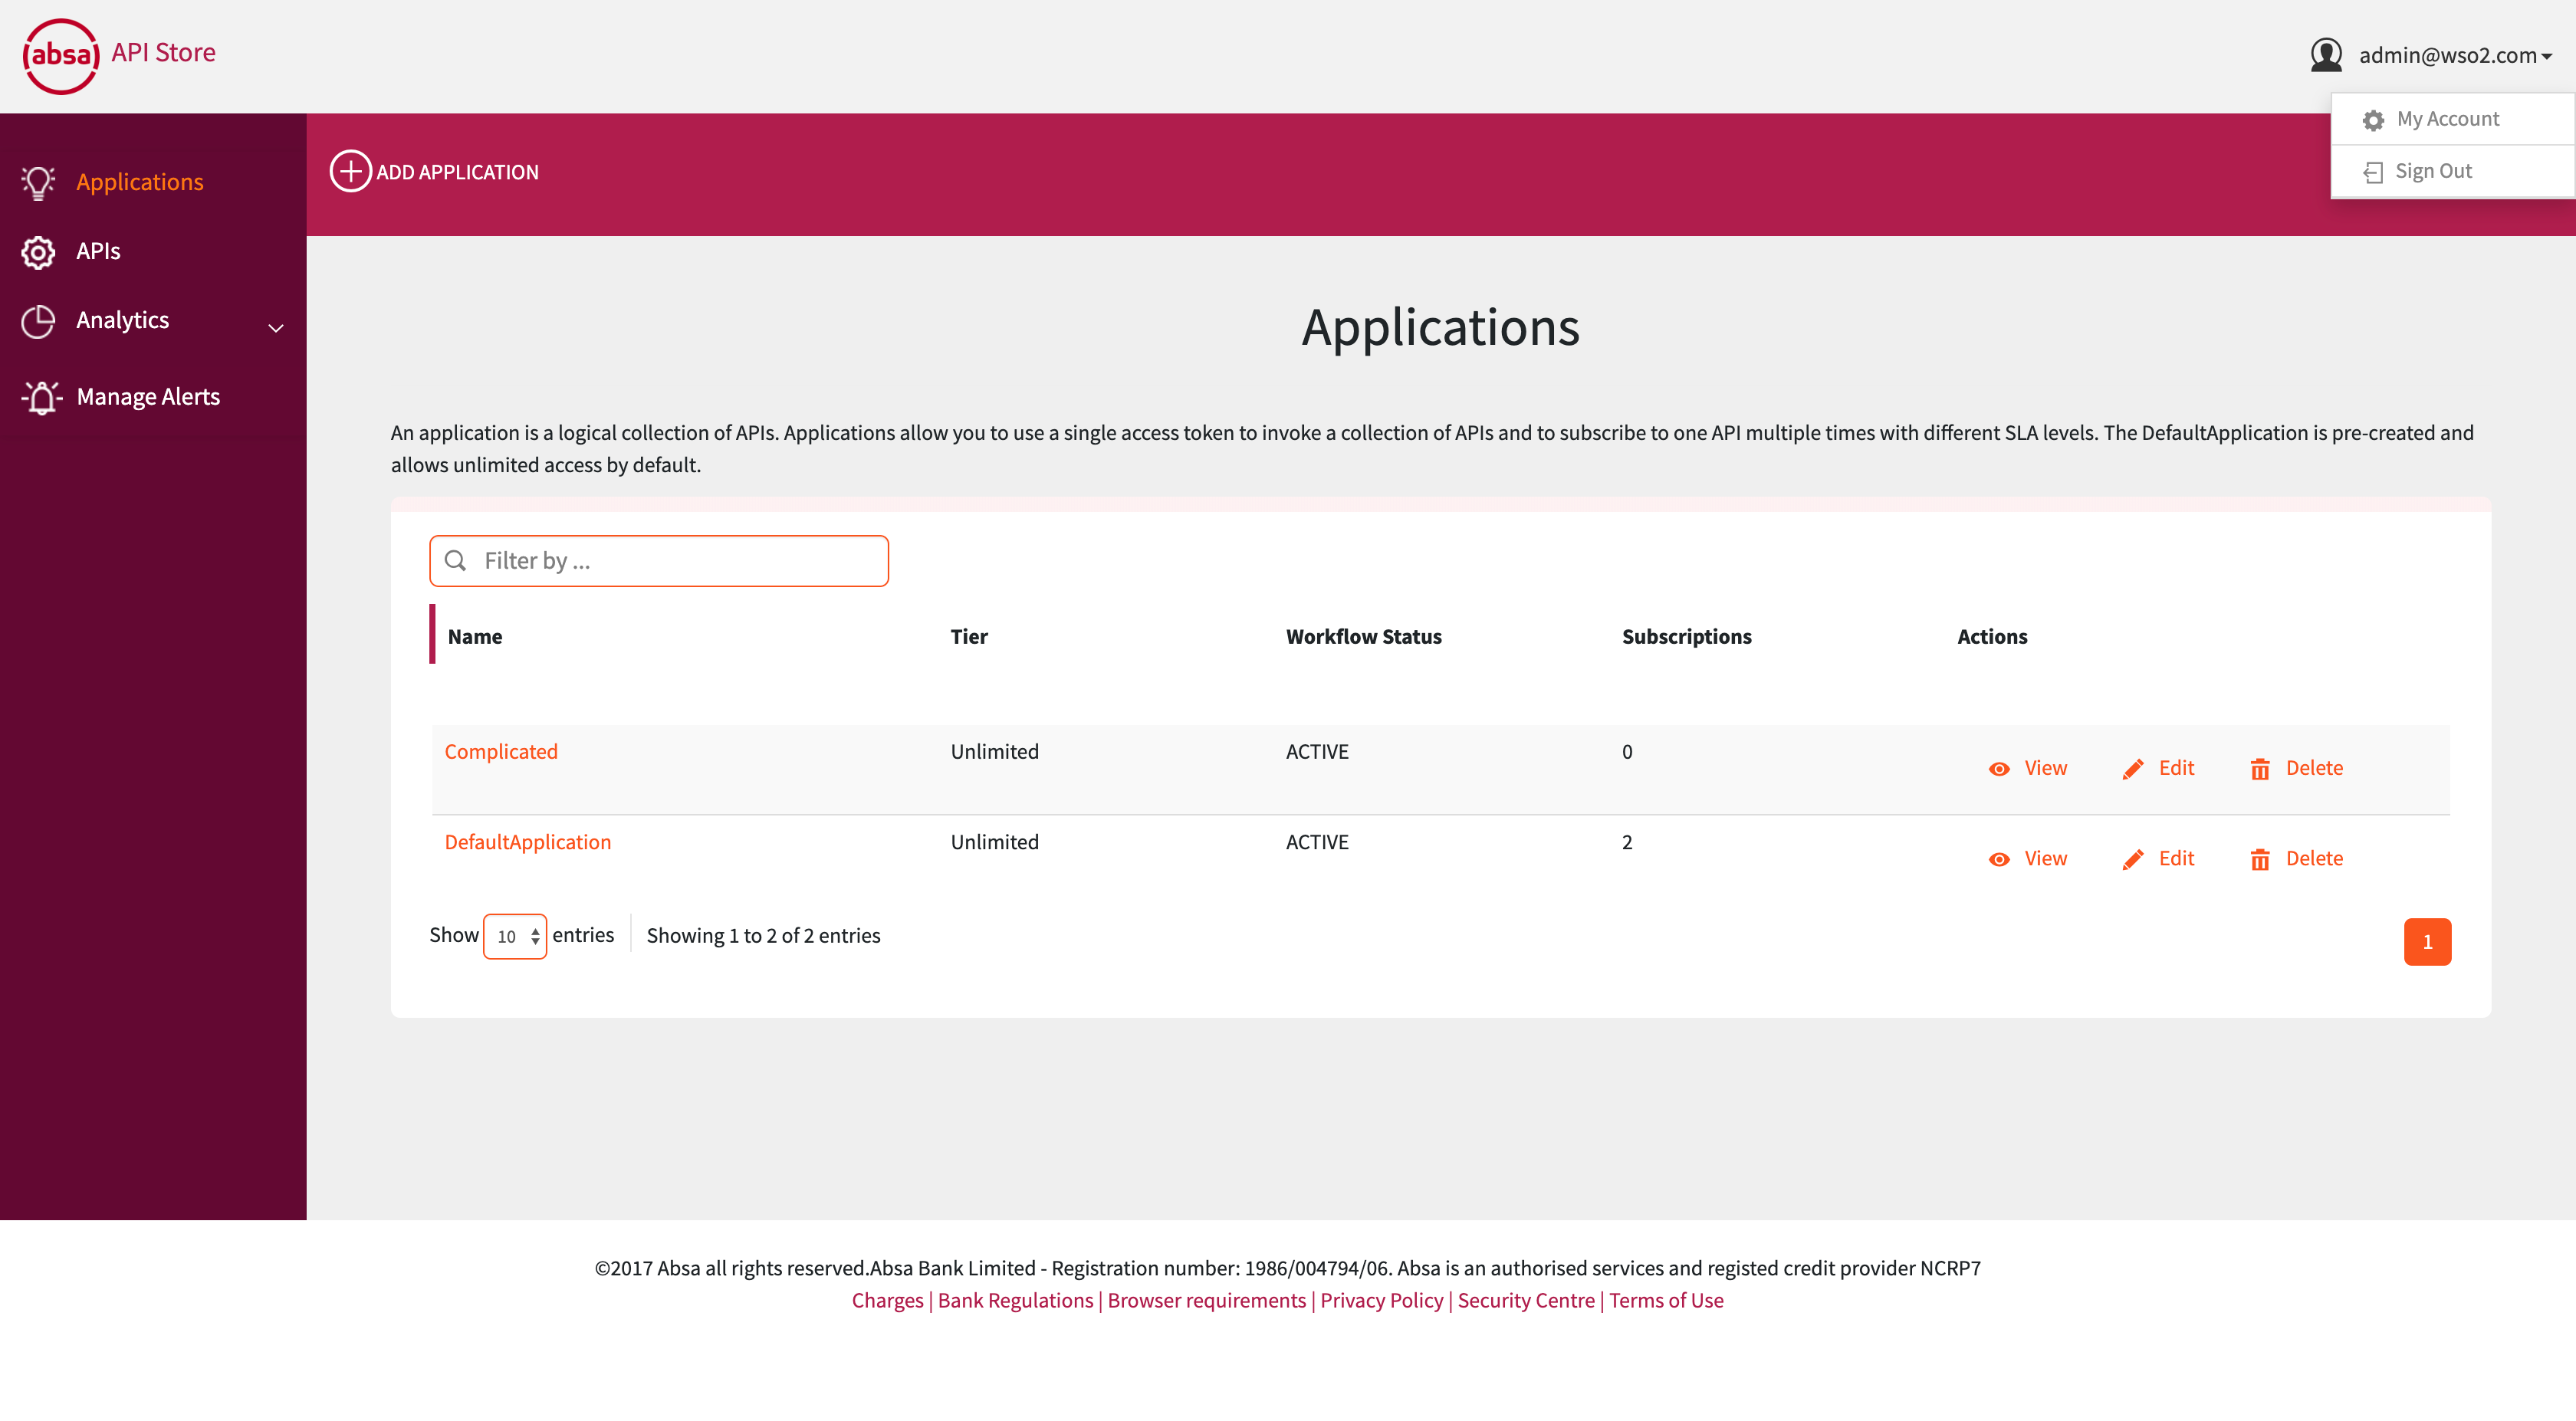 absa API Store
admin@wso2.com
My Account
Sign Out
Applications
APIs
Analytics
Manage Alerts
ADD APPLICATION
Applications
An application is a logical collection of APIs. Applications allow you to use a single access token to invoke a collection of APIs and to subscribe to one API multiple times with different SLA levels. The DefaultApplication is pre-created and
allows unlimited access by default.
Filter by ...
Name Tier Workflow Status Subscriptions Actions
Complicated Unlimited ACTIVE 0 View Edit Delete
DefaultApplication Unlimited ACTIVE 2 View Edit Delete
Show 10 entries Showing 1 to 2 of 2 entries 1
©2017 Absa all rights reserved.Absa Bank Limited - Registration number: 1986/004794/06. Absa is an authorised services and registed credit provider NCRP7
Charges | Bank Regulations | Browser requirements | Privacy Policy | Security Centre | Terms of Use